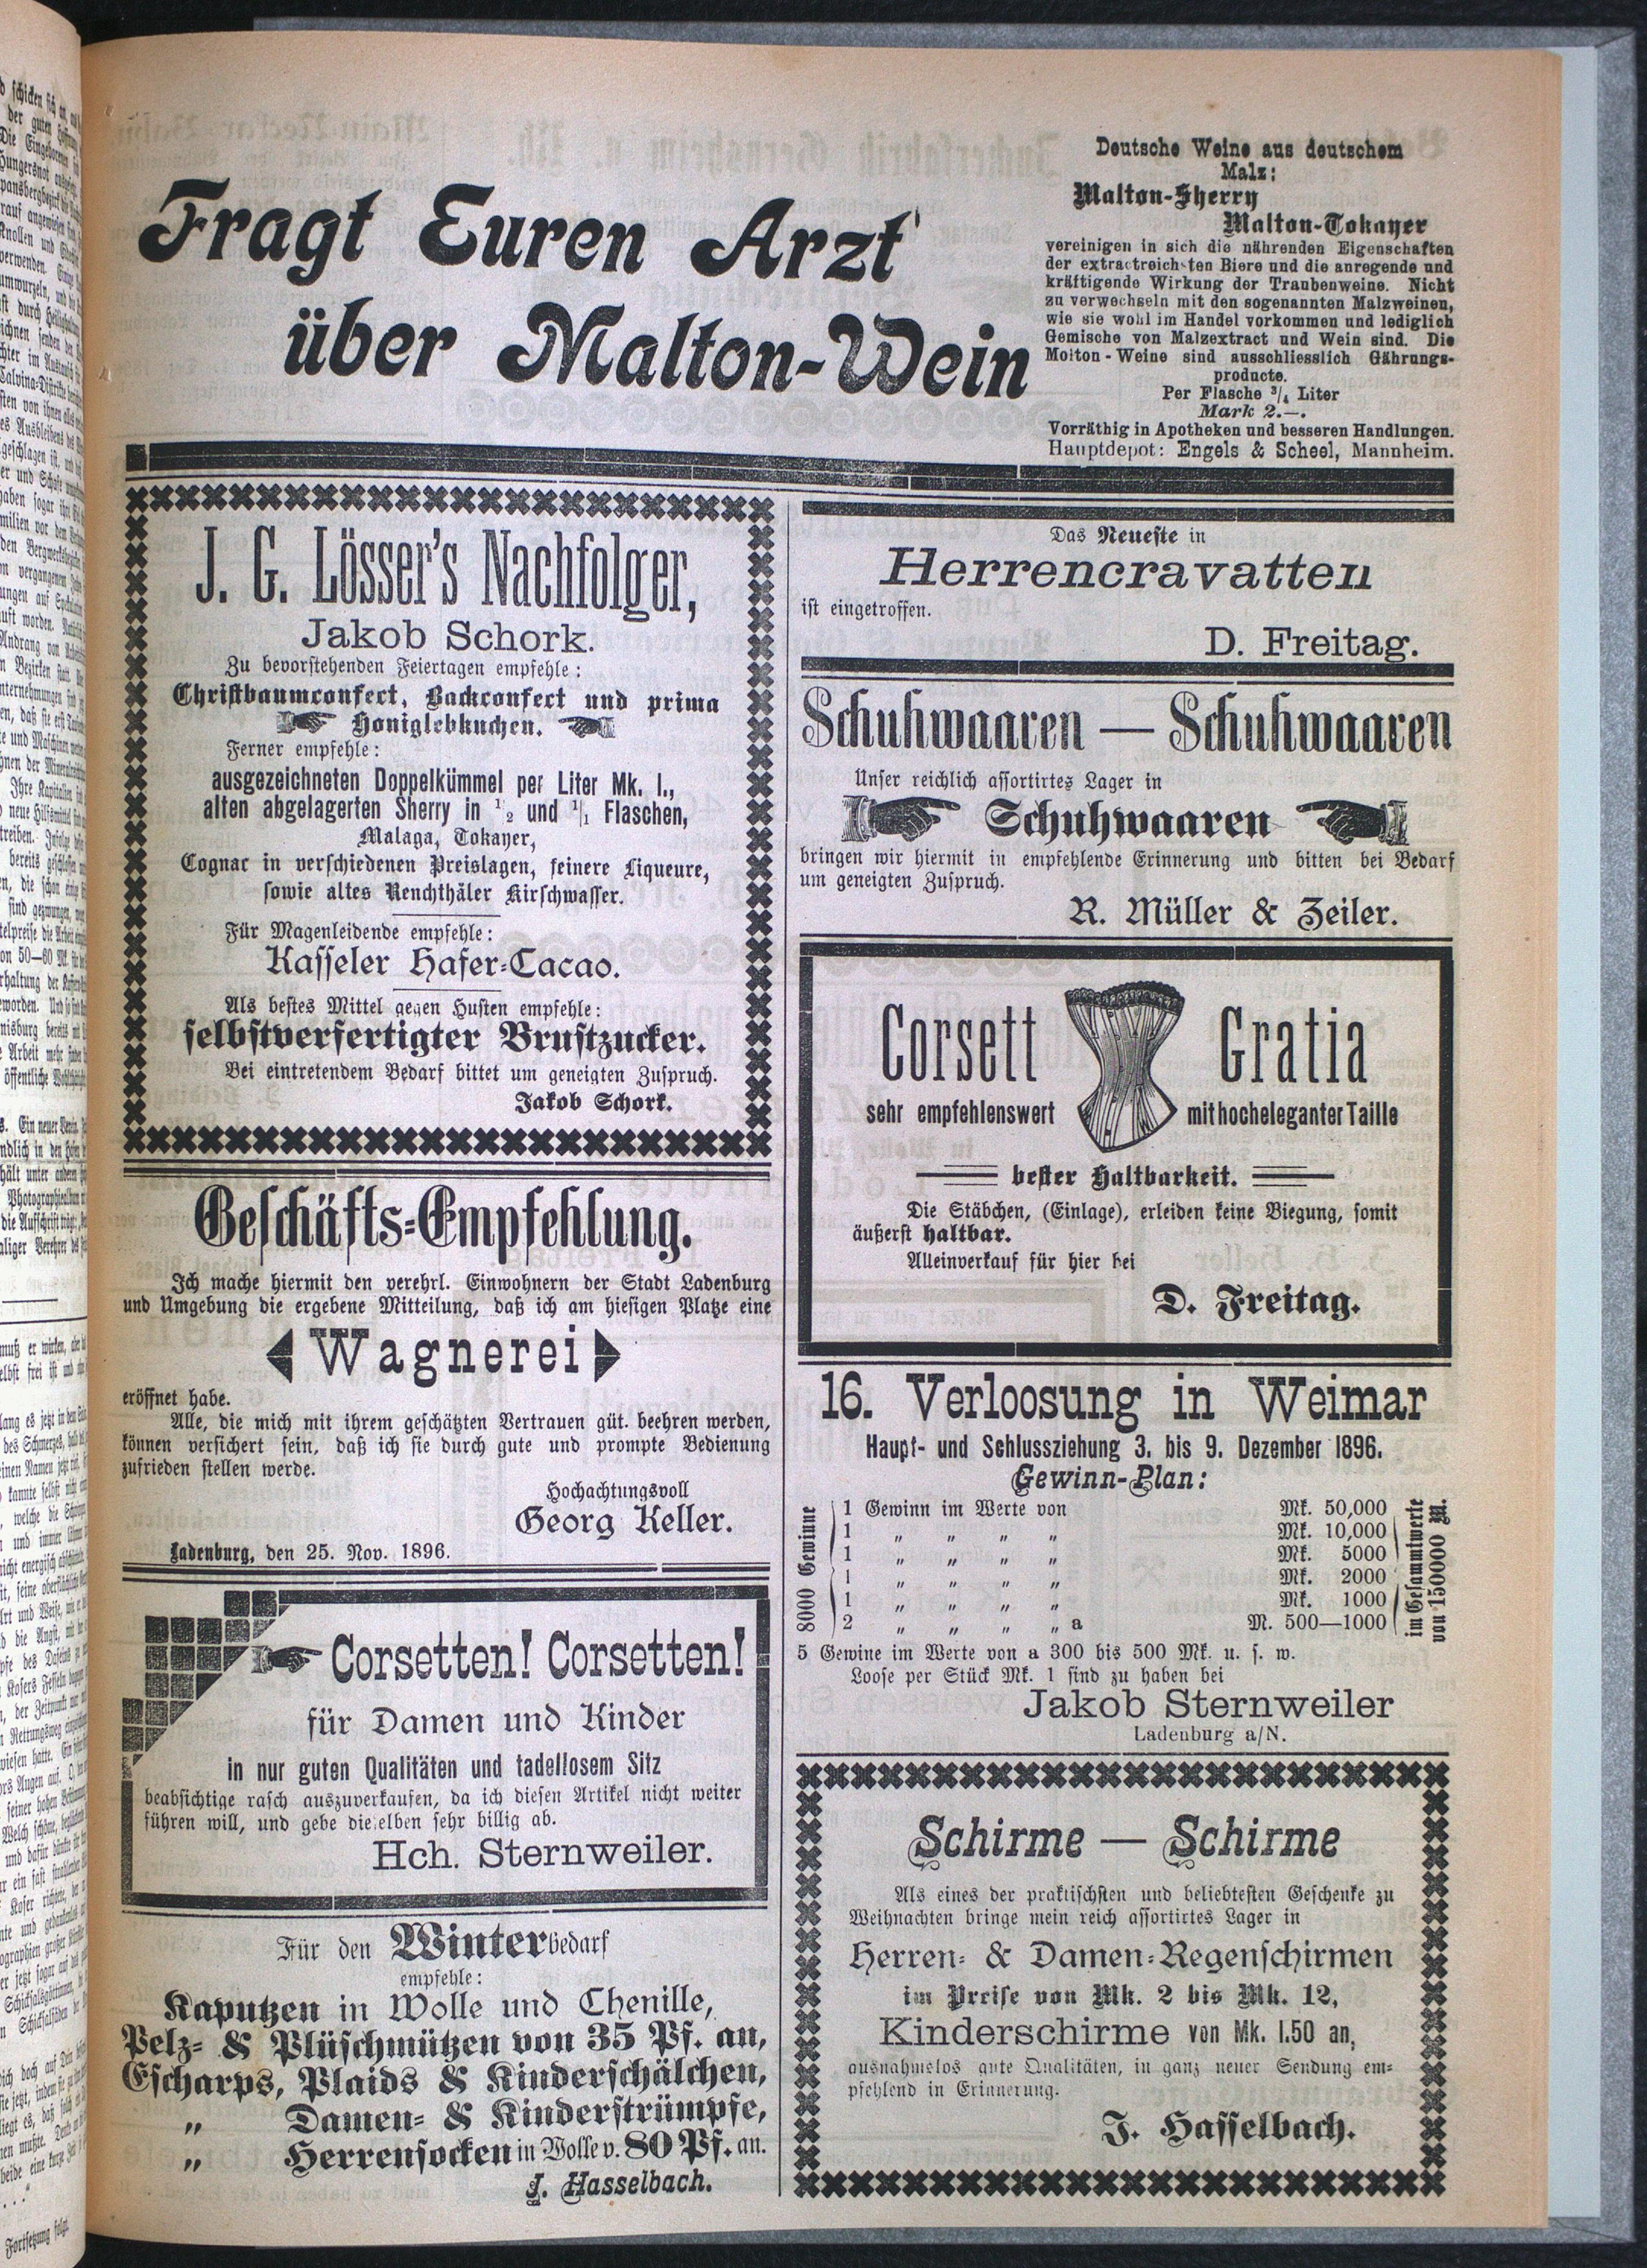 Fragt Euren Arzt
über Malton-Wein
Deutsche Weine aus deutschem
Malz:
Malton-Sherry
Malton-Tokayer
vereinigen in sich die nährenden Eigenschaften
der extractreichsten Biere und die anregende und
kräftigende Wirkung der Traubenweine. Nicht
zu verwechseln mit den sogenannten Malzweinen,
wie sie wohl im Handel vorkommen und lediglich
Gemische von Malzextract und Wein sind. Die
Molton-Weine sind ausschliesslich Gährungs-
producte.
Per Flasche 3/4 Liter
Mark 2.—.
Vorräthig in Apotheken und besseren Handlungen.
Hauptdepot: Engels & Scheel, Mannheim.
J. G. Lösser's Nachfolger,
Jakob Schork.
Zu bevorstehenden Feiertagen empfehle:
Christbaumconfect, Backconfect und prima
Honiglebkuchen.
Ferner empfehle:
ausgezeichneten Doppelkümmel per Liter Mk. 1.,
alten abgelagerten Sherry in 1/2 und 1/1 Flaschen,
Malaga, Tokayer,
Cognac in verschiedenen Preislagen, feinere Liqueure,
sowie altes Renchthäler Kirschwasser.
Für Magenleidende empfehle:
Kasseler Hafer-Cacao.
Als bestes Mittel gegen Husten empfehle:
selbstverfertigter Brustzucker.
Bei eintretendem Bedarf bittet um geneigten Zuspruch.
Jakob Schork.
Geschäfts-Empfehlung.
Ich mache hiermit den verehrl. Einwohnern der Stadt Ladenburg
und Umgebung die ergebene Mitteilung, daß ich am hiesigen Platze eine
Wagnerei
eröffnet habe.
Alle, die mich mit ihrem geschätzten Vertrauen güt. beehren werden,
können versichert sein, daß ich sie durch gute und prompte Bedienung
zufrieden stellen werde.
Hochachtungsvoll
Georg Keller.
Ladenburg, den 25. Nov. 1896.
Corsetten! Corsetten!
für Damen und Kinder
in nur guten Qualitäten und tadellosem Sitz
beabsichtige rasch auszuverkaufen, da ich diesen Artikel nicht weiter
führen will, und gebe dieselben sehr billig ab.
Hch. Sternweiler.
Für den Winterbedarf
empfehle:
Kaputzen in Wolle und Chenille,
Pelz- & Plüschmützen von 35 Pf. an,
Escharps, Plaids & Kinderschälchen,
„ Damen- & Kinderstrümpfe,
„ Herrensocken in Wolle v. 80 Pf. an.
J. Hasselbach.
Das Neueste in
Herrencravatten
ist eingetroffen.
D. Freitag.
Schuhwaaren — Schuhwaaren
Unser reichlich assortirtes Lager in
Schuhwaaren
bringen wir hiermit in empfehlende Erinnerung und bitten bei Bedarf
um geneigten Zuspruch.
R. Müller & Zeiler.
Corsett Gratia
sehr empfehlenswert mit hocheleganter Taille
bester Haltbarkeit.
Die Stäbchen, (Einlage), erleiden keine Biegung, somit
äußerst haltbar.
Alleinverkauf für hier bei
D. Freitag.
16. Verloosung in Weimar
Haupt- und Schlussziehung 3. bis 9. Dezember 1896.
Gewinn-Plan:
8000 Gewinne
1 Gewinn im Werte von Mk. 50,000
1 „ „ „ „ Mk. 10,000
1 „ „ „ „ Mk. 5000
1 „ „ „ „ Mk. 2000
1 „ „ „ „ Mk. 1000
2 „ „ „ „ a M. 500—1000
im Gesammtwerte
von 150000 M.
5 Gewine im Werte von a 300 bis 500 Mk. u. s. w.
Loose per Stück Mk. 1 sind zu haben bei
Jakob Sternweiler
Ladenburg a/N.
Schirme — Schirme
Als eines der praktischsten und beliebtesten Geschenke zu
Weihnachten bringe mein reich assortirtes Lager in
Herren- & Damen-Regenschirmen
im Preise von Mk. 2 bis Mk. 12,
Kinderschirme von Mk. 1.50 an,
ausnahmslos gute Qualitäten, in ganz neuer Sendung em-
pfehlend in Erinnerung.
J. Hasselbach.
Fortsetzung folgt.